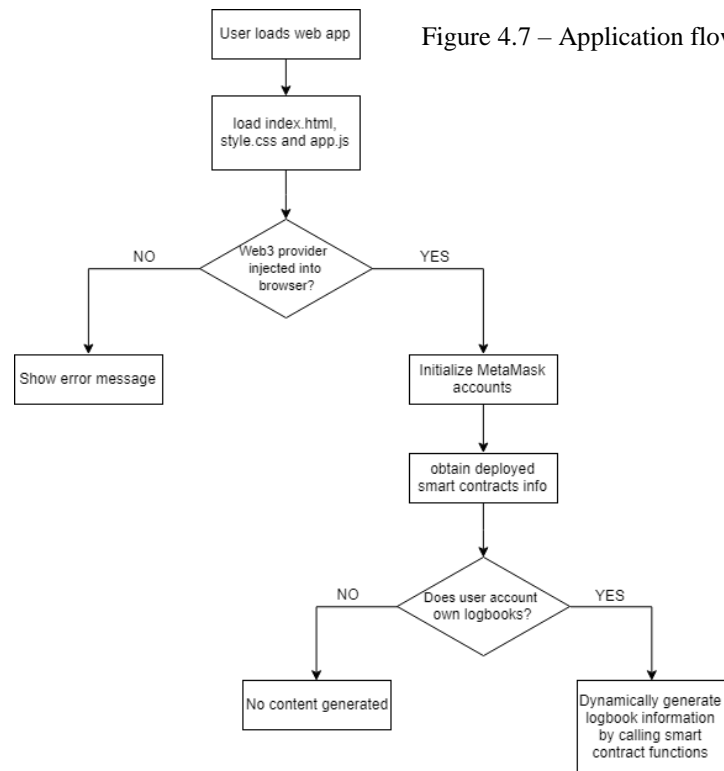 User loads web app
Figure 4.7 – Application flow
load index.html,
style.css and app.js
Web3 provider
injected into
browser?
NO
YES
Show error message
Initialize MetaMask
accounts
obtain deployed
smart contracts info
Does user account
own logbooks?
NO
YES
No content generated
Dynamically generate
logbook information
by calling smart
contract functions